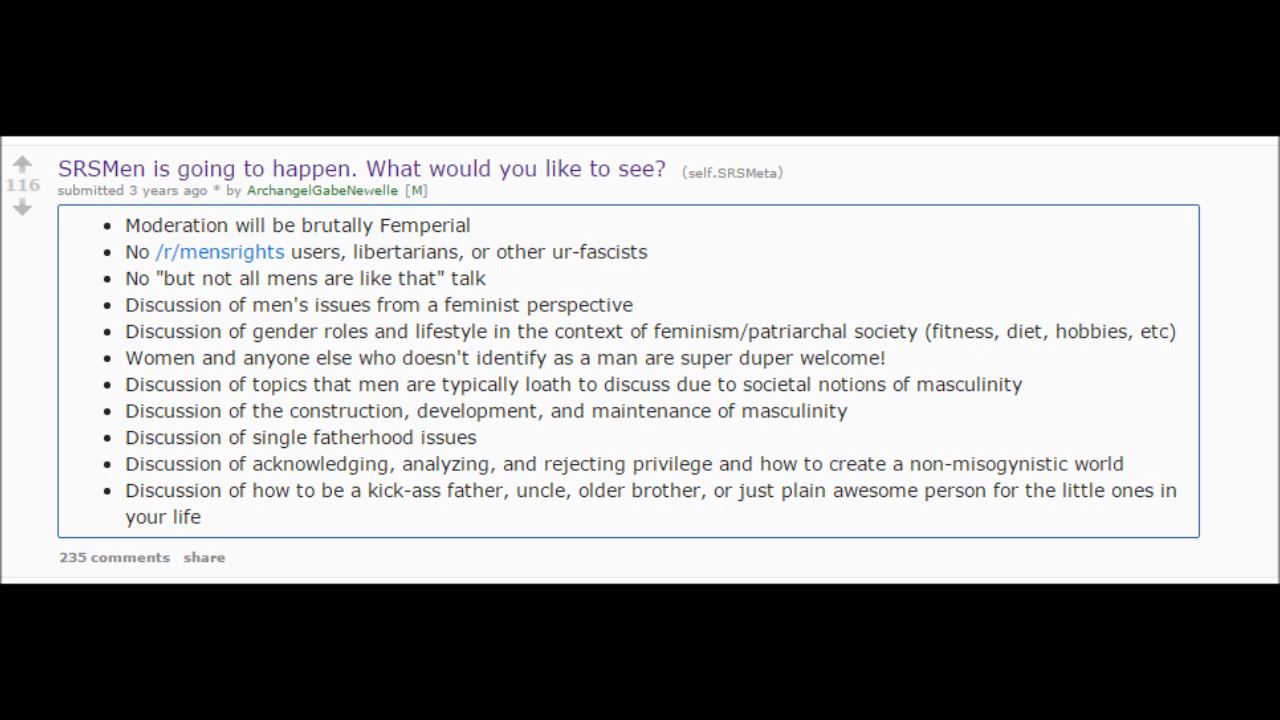 SRSMen is going to happen. What would you like to see? (self.SRSMeta)
116
submitted 3 years ago * by ArchangelGabeNewelle [M]
• Moderation will be brutally Femperial
• No /r/mensrights users, libertarians, or other ur-fascists
• No "but not all mens are like that" talk
• Discussion of men's issues from a feminist perspective
• Discussion of gender roles and lifestyle in the context of feminism/patriarchal society (fitness, diet, hobbies, etc)
• Women and anyone else who doesn't identify as a man are super duper welcome!
• Discussion of topics that men are typically loath to discuss due to societal notions of masculinity
• Discussion of the construction, development, and maintenance of masculinity
• Discussion of single fatherhood issues
• Discussion of acknowledging, analyzing, and rejecting privilege and how to create a non-misogynistic world
• Discussion of how to be a kick-ass father, uncle, older brother, or just plain awesome person for the little ones in
your life
235 comments share